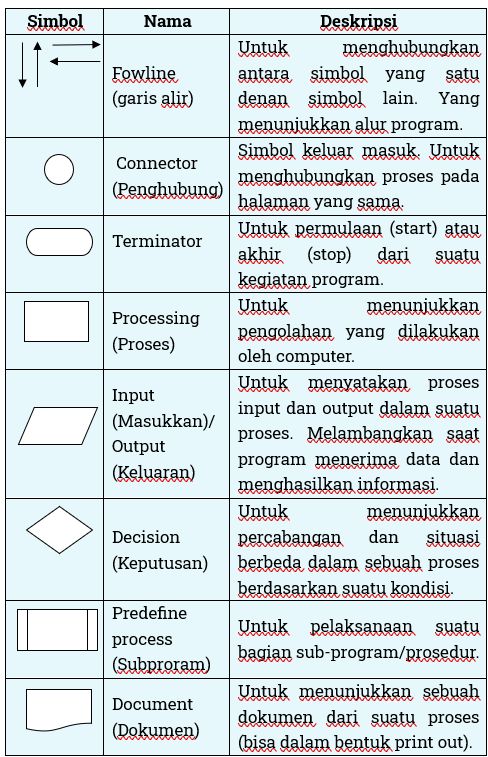 Simbol Nama Deskripsi
Fowline
(garis alir)
Untuk menghubungkan
antara simbol yang satu
denan simbol lain. Yang
menunjukkan alur program.
Connector
(Penghubung)
Simbol keluar masuk. Untuk
menghubungkan proses pada
halaman yang sama.
Terminator
Untuk permulaan (start) atau
akhir (stop) dari suatu
kegiatan program.
Processing
(Proses)
Untuk menunjukkan
pengolahan yang dilakukan
oleh computer.
Input
(Masukkan)/
Output
(Keluaran)
Untuk menyatakan proses
input dan output dalam suatu
proses. Melambangkan saat
program menerima data dan
menghasilkan informasi.
Decision
(Keputusan)
Untuk menunjukkan
percabangan dan situasi
berbeda dalam sebuah proses
berdasarkan suatu kondisi.
Predefine
process
(Subproram)
Untuk pelaksanaan suatu
bagian sub-program/prosedur.
Document
(Dokumen)
Untuk menunjukkan sebuah
dokumen dari suatu proses
(bisa dalam bentuk print out).